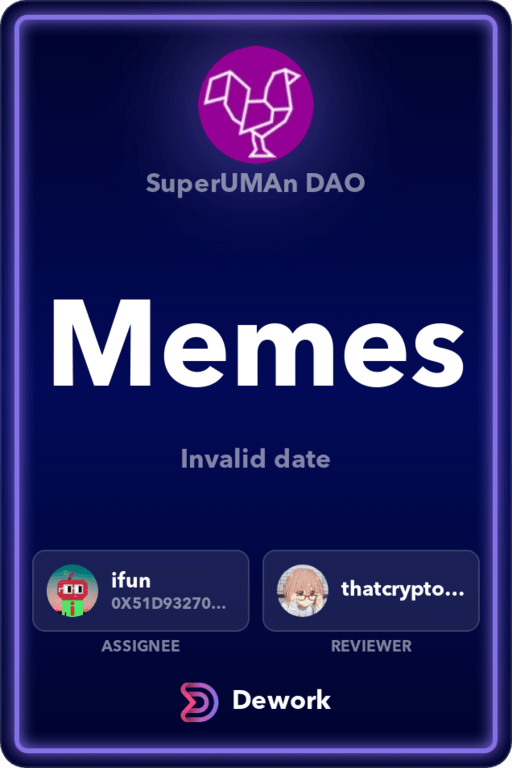 SuperUMAn DAO
Memes
Invalid date
ifun
0X51D93270...
thatcrypto...
ASSIGNEE
REVIEWER
Dework